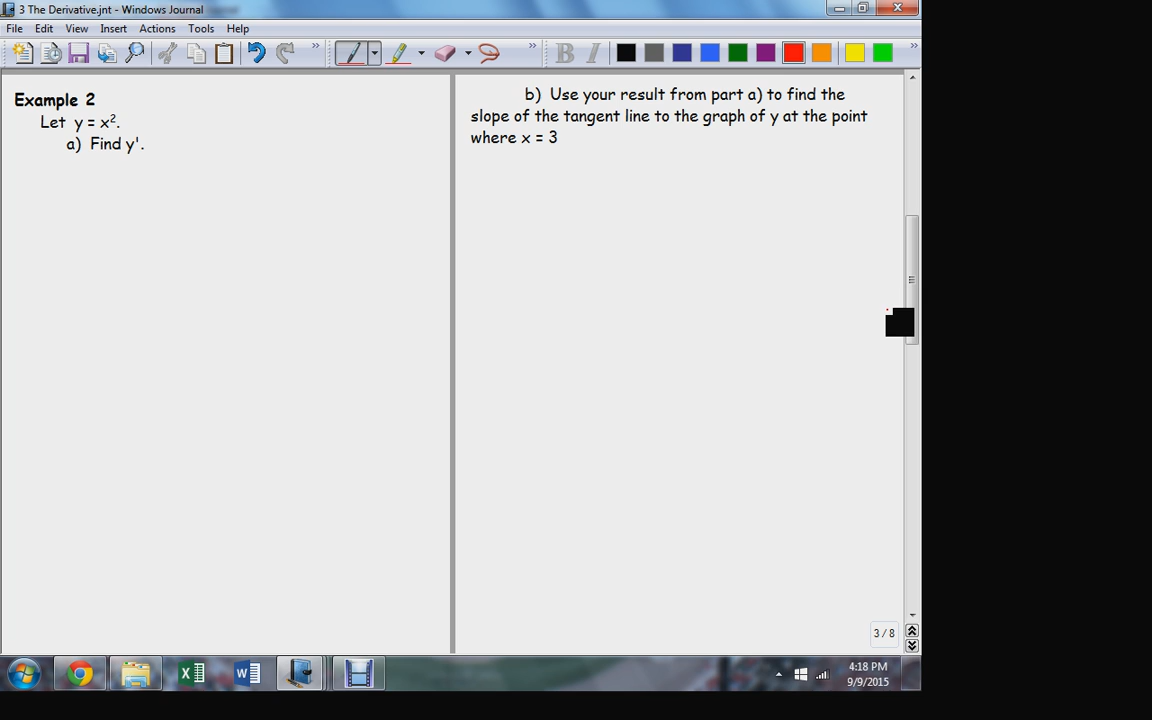 3 The Derivative.jnt - Windows Journal
File Edit View Insert Actions Tools Help
B I
Example 2
Let y = x².
a) Find y'.
b) Use your result from part a) to find the
slope of the tangent line to the graph of y at the point
where x = 3
3 / 8
4:18 PM
9/9/2015